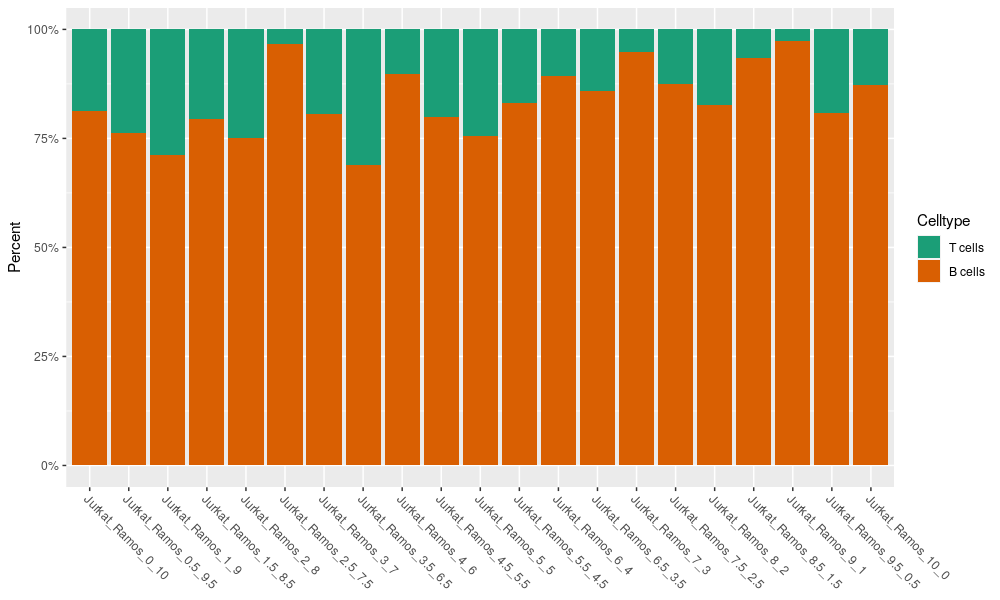 100%
75%
50%
25%
0%
Percent
Jurkat_Ramos_0_10
Jurkat_Ramos_0.5_9.5
Jurkat_Ramos_1_9
Jurkat_Ramos_1.5_8.5
Jurkat_Ramos_2_8
Jurkat_Ramos_2.5_7.5
Jurkat_Ramos_3_7
Jurkat_Ramos_3.5_6.5
Jurkat_Ramos_4_6
Jurkat_Ramos_4.5_5.5
Jurkat_Ramos_5_5
Jurkat_Ramos_5.5_4.5
Jurkat_Ramos_6_4
Jurkat_Ramos_6.5_3.5
Jurkat_Ramos_7_3
Jurkat_Ramos_7.5_2.5
Jurkat_Ramos_8_2
Jurkat_Ramos_8.5_1.5
Jurkat_Ramos_9_1
Jurkat_Ramos_9.5_0.5
Jurkat_Ramos_10_0
Celltype
T cells
B cells